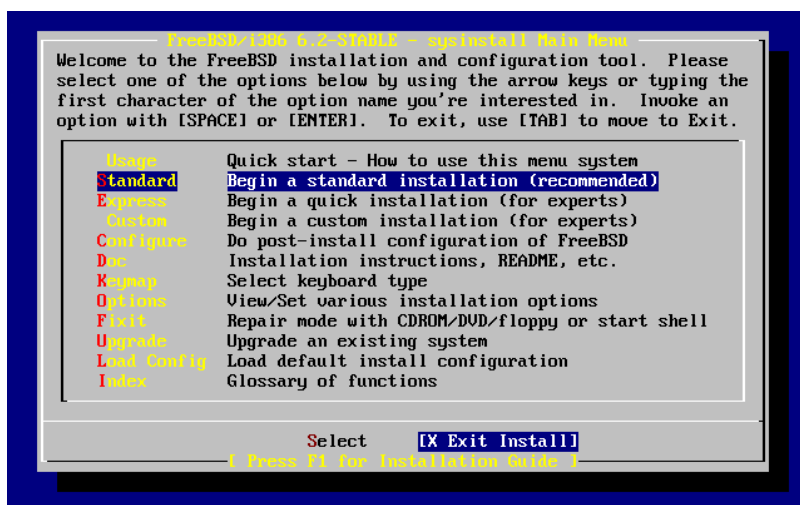 FreeBSD/i386 6.2-STABLE - sysinstall Main Menu
Welcome to the FreeBSD installation and configuration tool.  Please
select one of the options below by using the arrow keys or typing the
first character of the option name you're interested in.  Invoke an
option with [SPACE] or [ENTER].  To exit, use [TAB] to move to Exit.
Usage Quick start - How to use this menu system
Standard Begin a standard installation (recommended)
Express Begin a quick installation (for experts)
Custom Begin a custom installation (for experts)
Configure Do post-install configuration of FreeBSD
Doc Installation instructions, README, etc.
Keymap Select keyboard type
Options View/Set various installation options
Fixit Repair mode with CDROM/DVD/floppy or start shell
Upgrade Upgrade an existing system
Load Config Load default install configuration
Index Glossary of functions
Select [X Exit Install]
[ Press F1 for Installation Guide ]